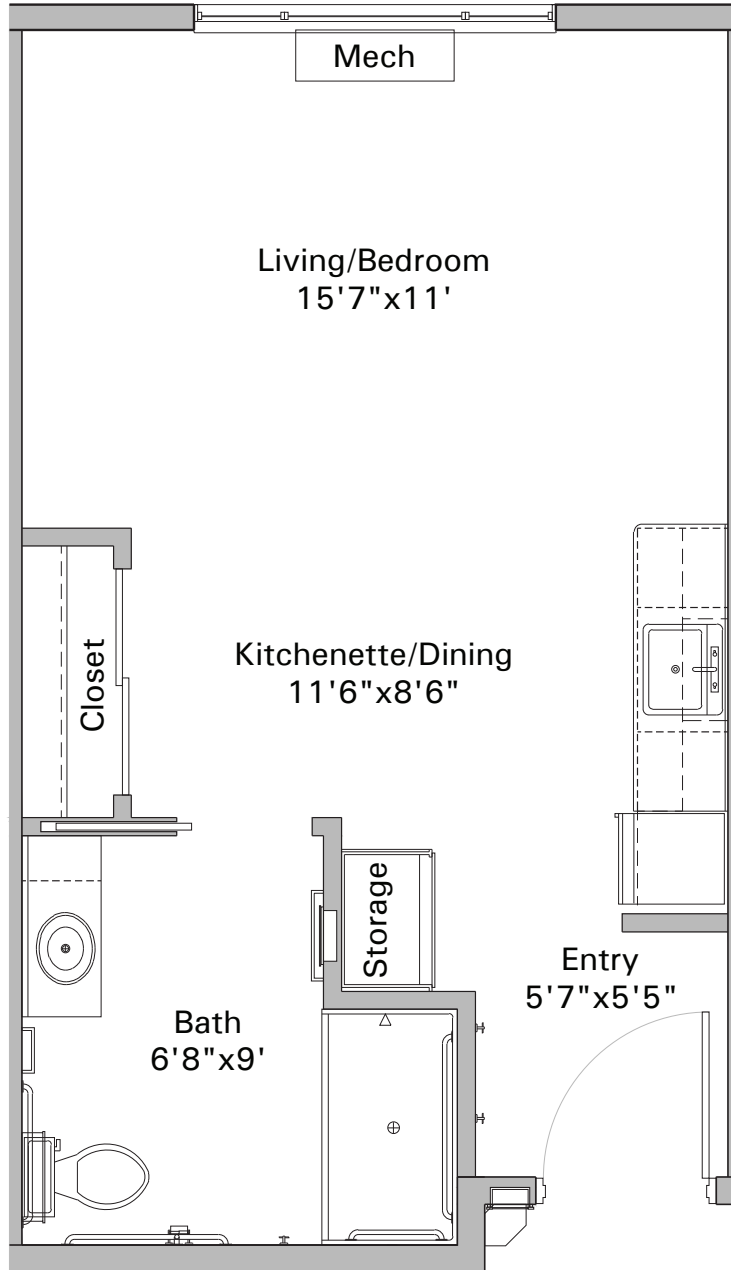 Mech
Living/Bedroom
15'7"x11'
Closet
Kitchenette/Dining
11'6"x8'6"
Storage
Entry
5'7"x5'5"
Bath
6'8"x9'